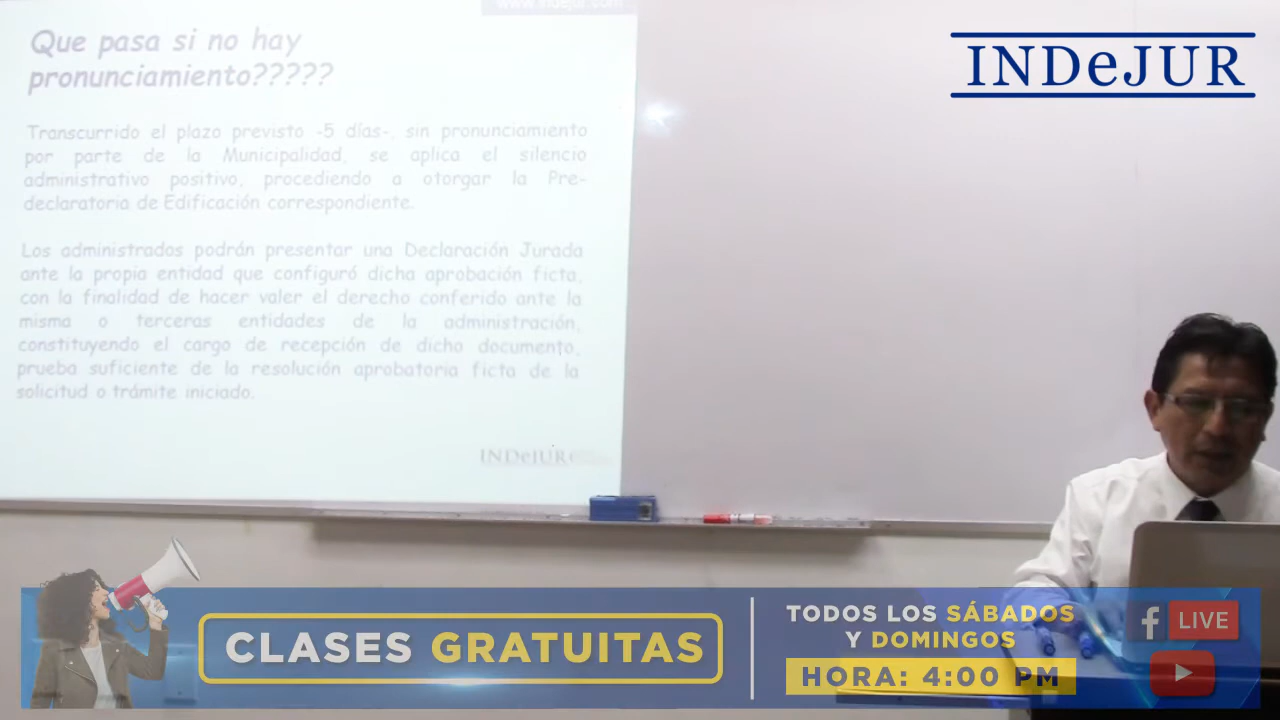 www.indejur.com
Que pasa si no hay
pronunciamiento?????
Transcurrido el plazo previsto -5 días-, sin pronunciamiento
por parte de la Municipalidad, se aplica el silencio
administrativo positivo, procediendo a otorgar la Pre-
declaratoria de Edificación correspondiente.
Los administrados podrán presentar una Declaración Jurada
ante la propia entidad que configuró dicha aprobación ficta,
con la finalidad de hacer valer el derecho conferido ante la
misma o terceras entidades de la administración,
constituyendo el cargo de recepción de dicho documento,
prueba suficiente de la resolución aprobatoria ficta de la
solicitud o trámite iniciado.
INDeJUR
INDeJUR
CLASES GRATUITAS
TODOS LOS SÁBADOS
Y DOMINGOS
HORA: 4:00 PM
f LIVE